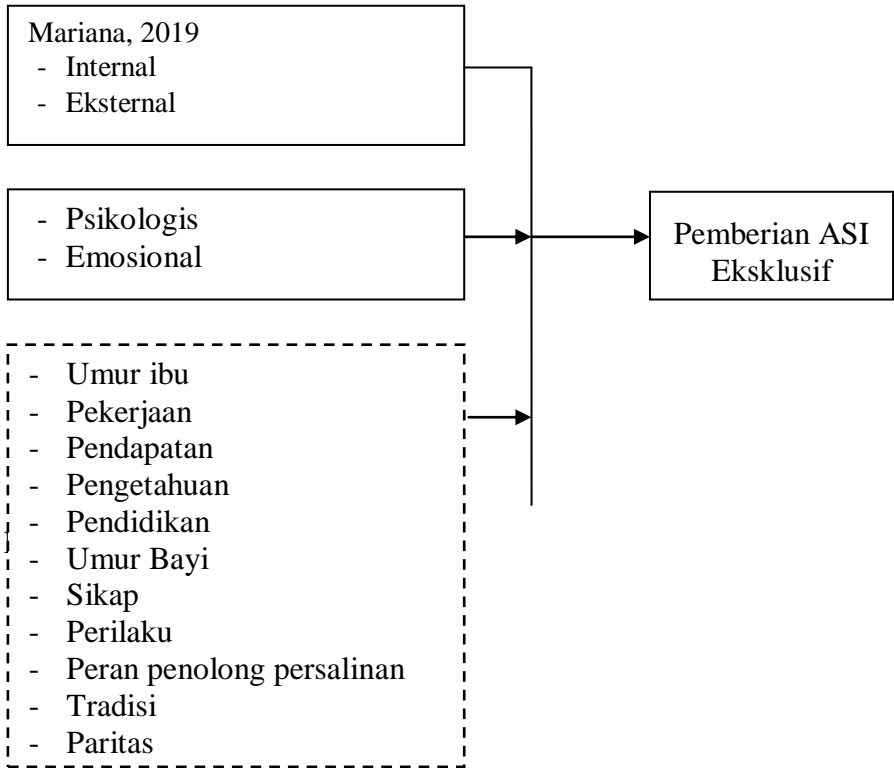 Mariana, 2019
- Internal
- Eksternal
- Psikologis
- Emosional
Pemberian ASI
Eksklusif
- Umur ibu
- Pekerjaan
- Pendapatan
- Pengetahuan
- Pendidikan
- Umur Bayi
- Sikap
- Perilaku
- Peran penolong persalinan
- Tradisi
- Paritas